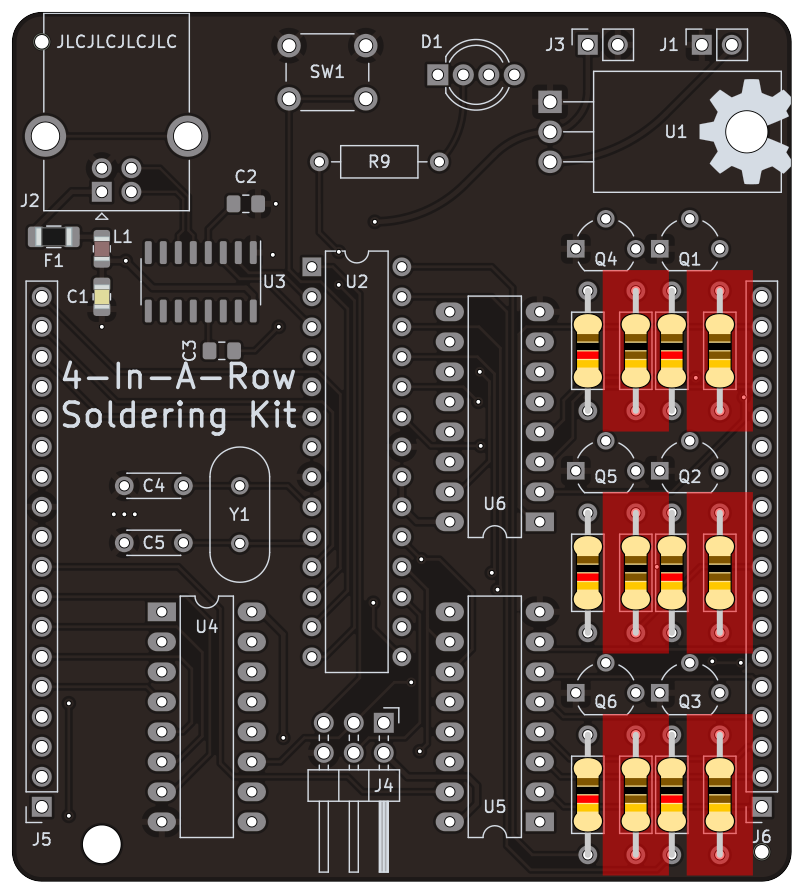 JLCJLCJLCJLC
SW1
D1
J3
J1
U1
R9
C2
J2
L1
F1
U3
U2
Q4
Q1
C1
C3
4-In-A-Row
Soldering Kit
C4
Y1
C5
U6
Q5
Q2
U4
Q6
Q3
J4
U5
J5
J6